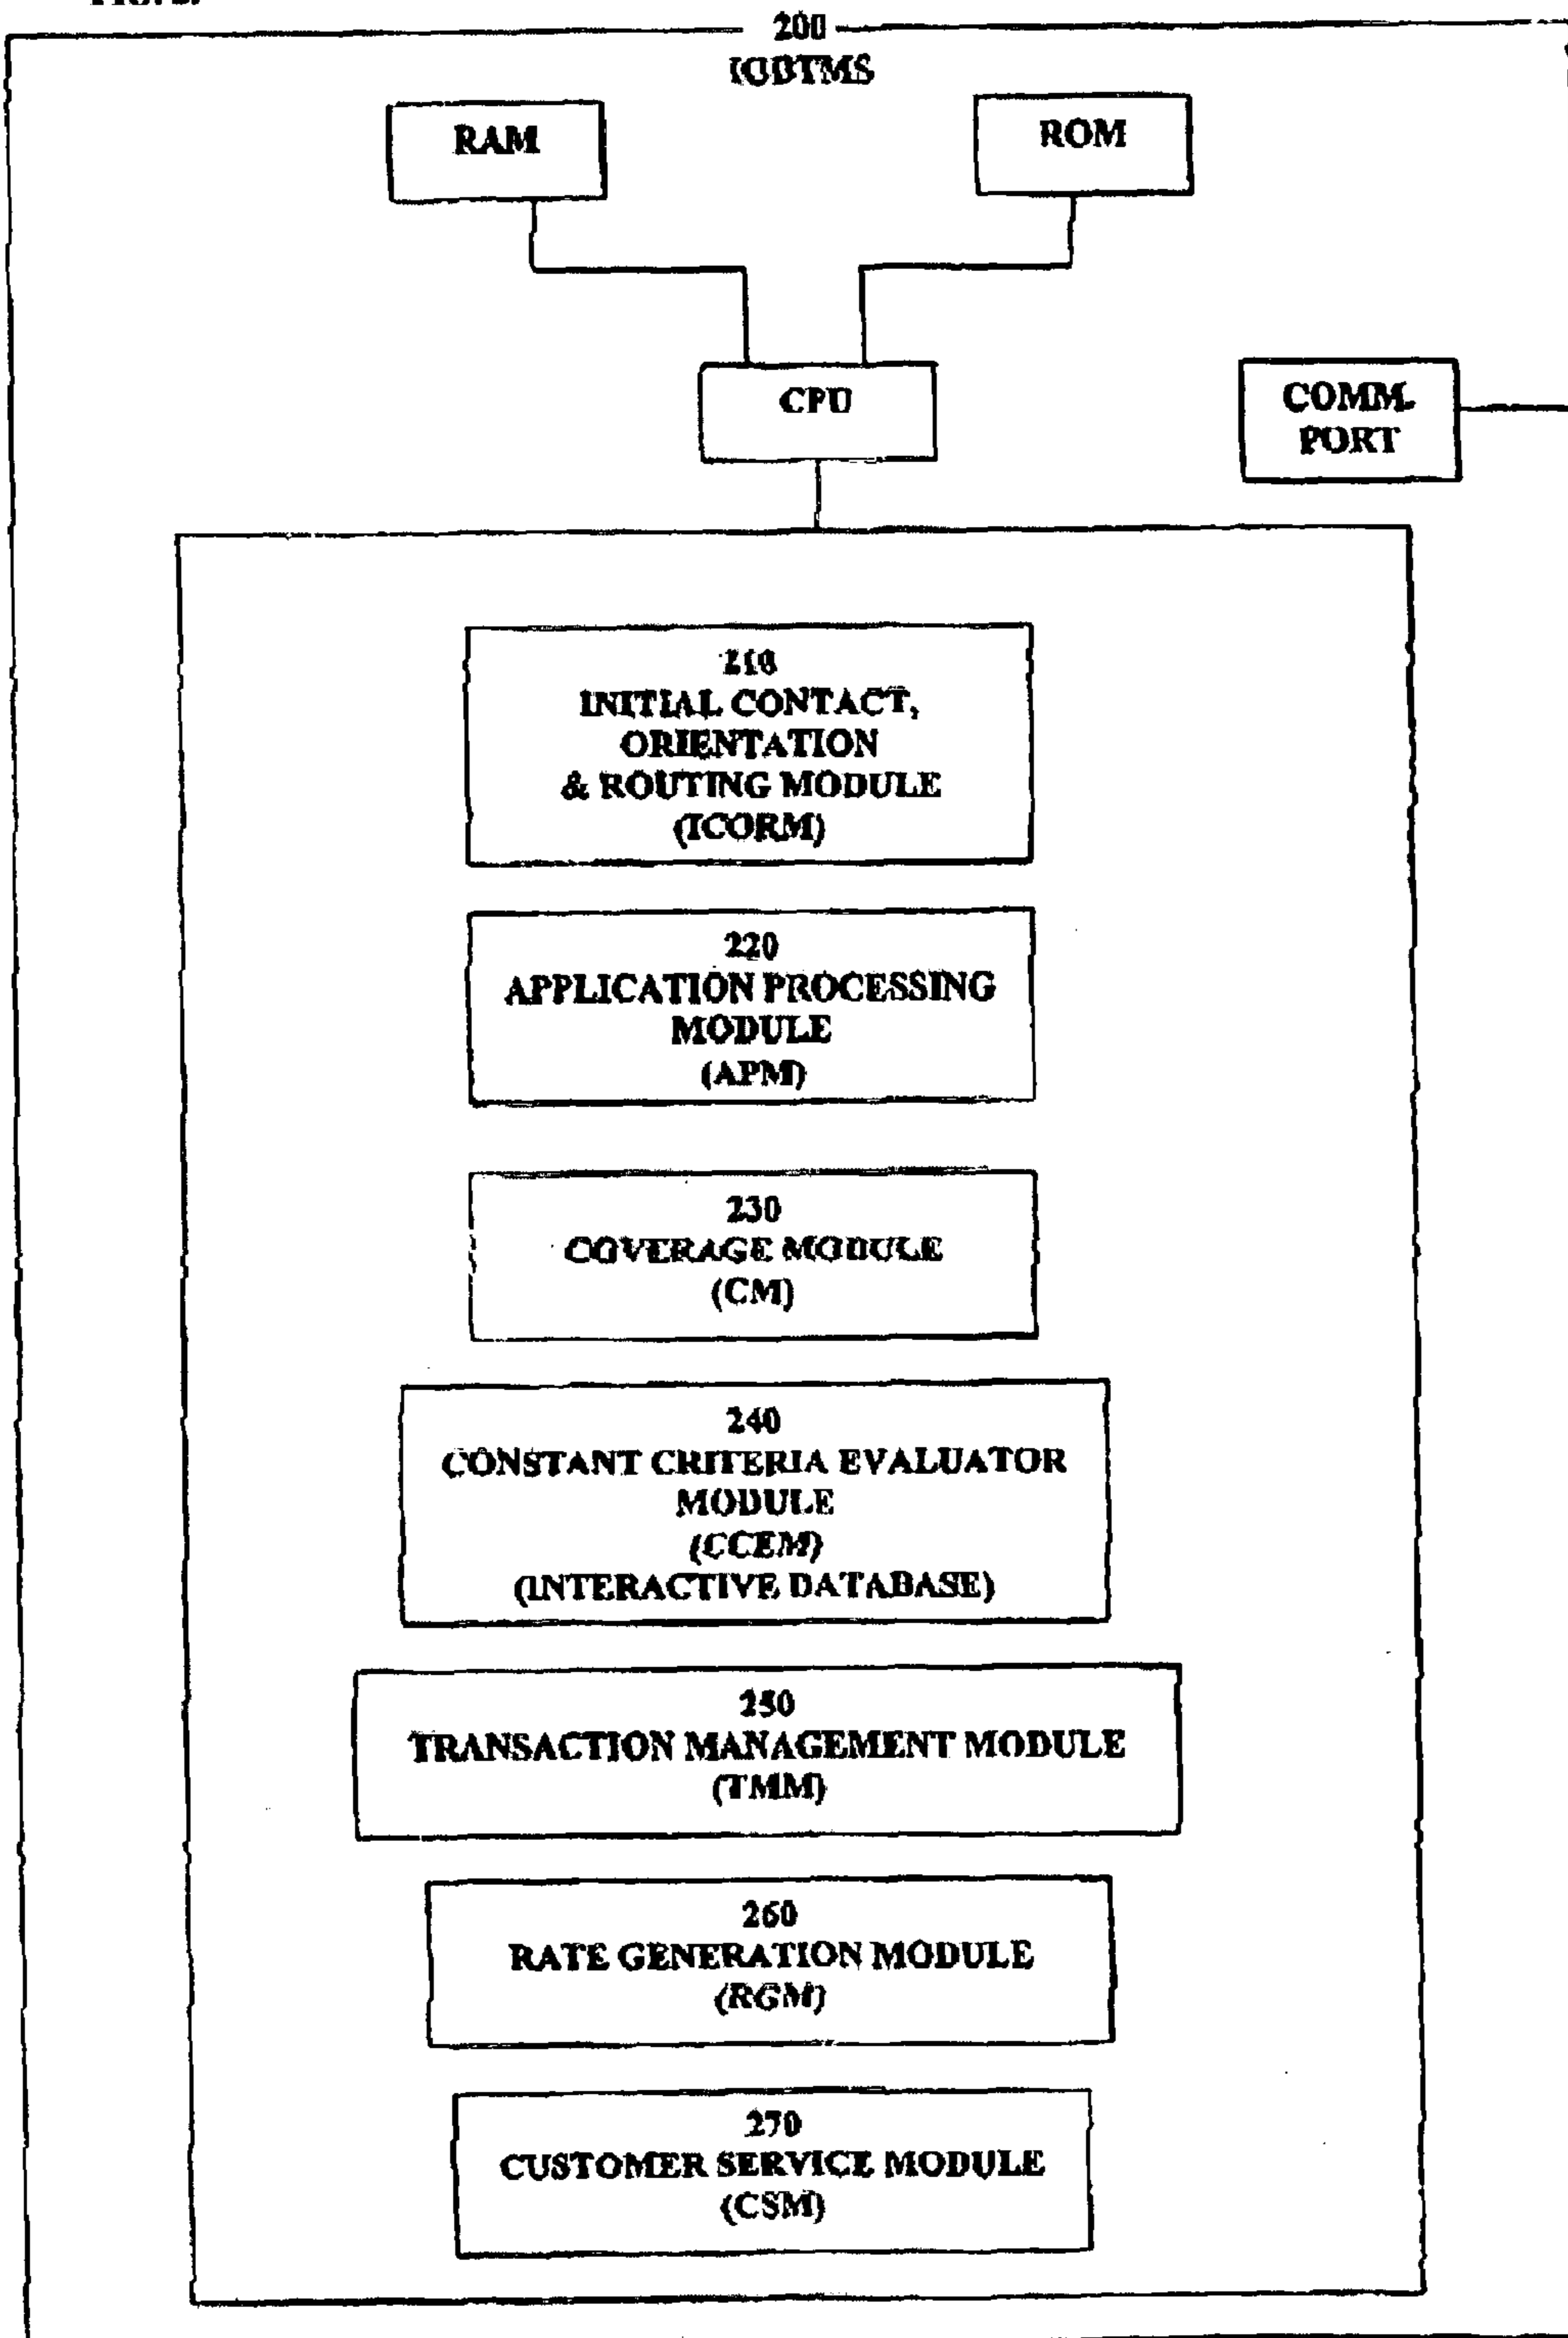 200
RAM
ROM
CPU
COMM.
PORT
210
INITIAL CONTACT,
ORIENTATION
& ROUTING MODULE
(ICORM)
220
APPLICATION PROCESSING
MODULE
(APM)
230
COVERAGE MODULE
(CM)
240
CONSTANT CRITERIA EVALUATOR
MODULE
(CCEM)
(INTERACTIVE DATABASE)
250
TRANSACTION MANAGEMENT MODULE
(TMM)
260
RATE GENERATION MODULE
(RGM)
270
CUSTOMER SERVICE MODULE
(CSM)